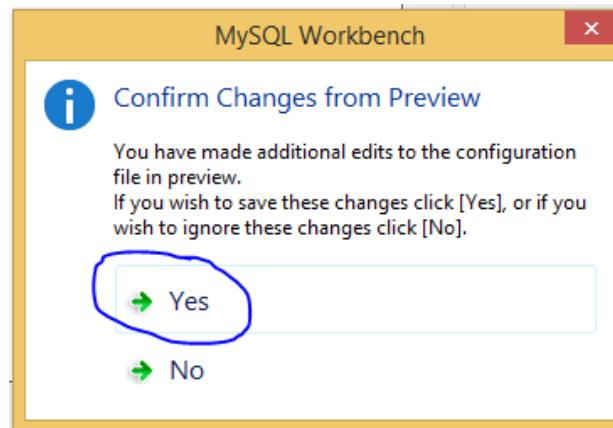 MySQL Workbench
Confirm Changes from Preview
You have made additional edits to the configuration
file in preview.
If you wish to save these changes click [Yes], or if you
wish to ignore these changes click [No].
Yes
No